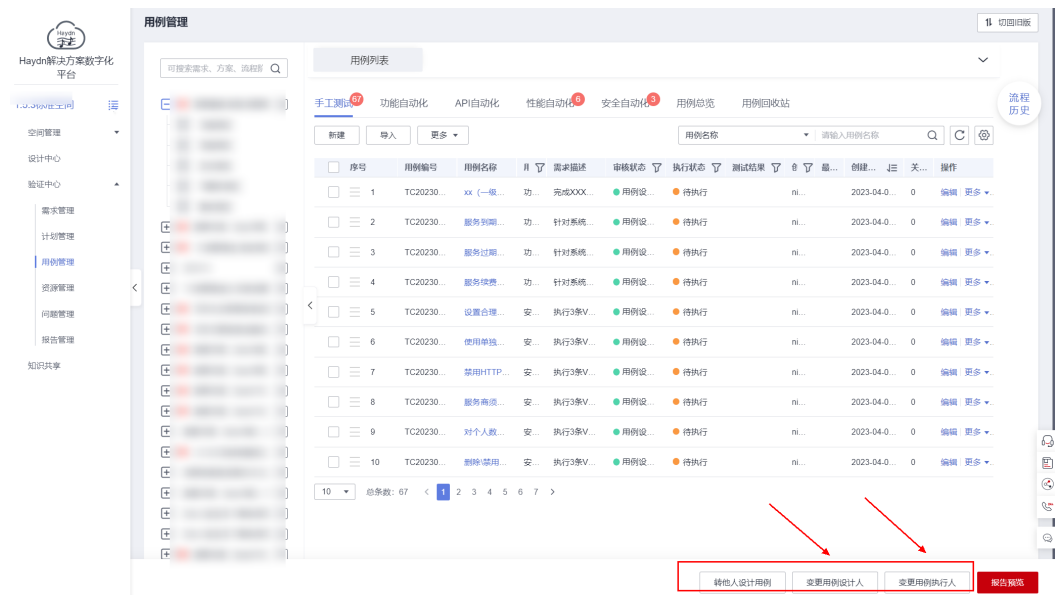 Haydn
Haydn解决方案数字化
平台
1.5.3标准空间
空间管理
设计中心
验证中心
需求管理
计划管理
用例管理
资源管理
问题管理
报告管理
知识共享
用例管理
切回旧版
可搜索需求、方案、流程
用例列表
流程
历史
手工测试 67 功能自动化 API自动化 性能自动化 6 安全自动化 3 用例总览 用例回收站
新建 导入 更多 用例名称 请输入用例名称
序号 用例编号 用例名称 需求描述 审核状态 执行状态 测试结果 最... 创建... 关... 操作
1 TC20230... xx（一级... 功... 完成XXX... 用例设... 待执行 ni... 2023-04-0... 0 编辑 更多
2 TC20230... 服务到期... 功... 针对系统... 用例设... 待执行 ni... 2023-04-0... 0 编辑 更多
3 TC20230... 服务过期... 功... 针对系统... 用例设... 待执行 ni... 2023-04-0... 0 编辑 更多
4 TC20230... 服务续费... 功... 针对系统... 用例设... 待执行 ni... 2023-04-0... 0 编辑 更多
5 TC20230... 设置合理... 安... 执行3条V... 用例设... 待执行 ni... 2023-04-0... 0 编辑 更多
6 TC20230... 使用单独... 安... 执行3条V... 用例设... 待执行 ni... 2023-04-0... 0 编辑 更多
7 TC20230... 禁用HTTP... 安... 执行3条V... 用例设... 待执行 ni... 2023-04-0... 0 编辑 更多
8 TC20230... 服务商须... 安... 执行3条V... 用例设... 待执行 ni... 2023-04-0... 0 编辑 更多
9 TC20230... 对个人数... 安... 执行3条V... 用例设... 待执行 ni... 2023-04-0... 0 编辑 更多
10 TC20230... 删除\禁用... 安... 执行3条V... 用例设... 待执行 ni... 2023-04-0... 0 编辑 更多
10 总条数: 67 < 1 2 3 4 5 6 7 >
转他人设计用例 变更用例设计人 变更用例执行人 报告预览